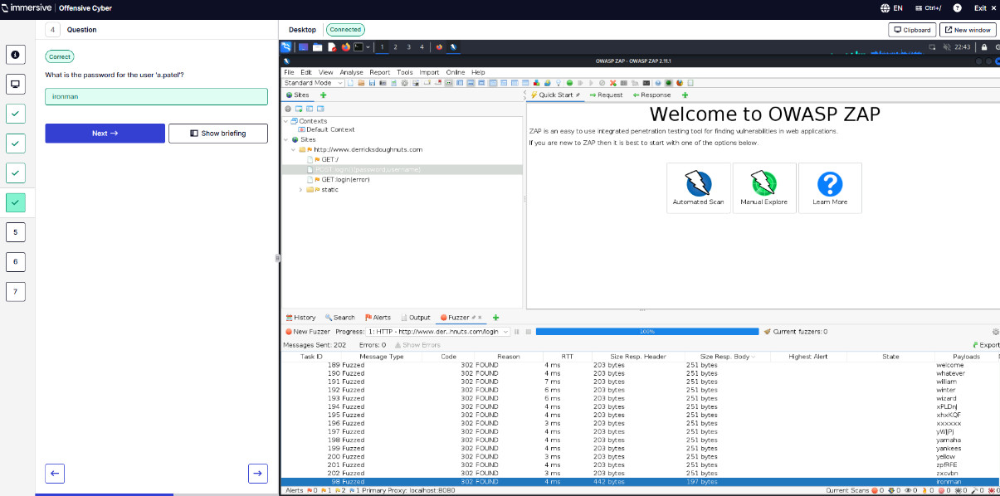 immersive Offensive Cyber
EN Ctrl+/ Exit
4 Question
Correct
What is the password for the user 'a.patel'?
ironman
Next → Show briefing
5
6
7
Desktop Connected Clipboard New window
1 2 3 4 22:43
OWASP ZAP - OWASP ZAP 2.11.1
File Edit View Analyse Report Tools Import Online Help
Standard Mode
Sites
Contexts
Default Context
Sites
http://www.derricksdoughnuts.com
GET:/
POST:login()(password,username)
GET:login(error)
static
Quick Start Request Response
Welcome to OWASP ZAP
ZAP is an easy to use integrated penetration testing tool for finding vulnerabilities in web applications.
If you are new to ZAP then it is best to start with one of the options below.
Automated Scan Manual Explore Learn More
History Search Alerts Output Fuzzer
New Fuzzer Progress: 1: HTTP - http://www.der..hnuts.com/login 100% Current fuzzers: 0
Messages Sent: 202 Errors: 0 Show Errors Export
Task ID Message Type Code Reason RTT Size Resp. Header Size Resp. Body Highest Alert State Payloads
189 Fuzzed 302 FOUND 4 ms 203 bytes 251 bytes welcome
190 Fuzzed 302 FOUND 4 ms 203 bytes 251 bytes whatever
191 Fuzzed 302 FOUND 7 ms 203 bytes 251 bytes william
192 Fuzzed 302 FOUND 6 ms 203 bytes 251 bytes winter
193 Fuzzed 302 FOUND 6 ms 203 bytes 251 bytes wizard
194 Fuzzed 302 FOUND 4 ms 203 bytes 251 bytes xPLDnJ
195 Fuzzed 302 FOUND 4 ms 203 bytes 251 bytes xhxKQF
196 Fuzzed 302 FOUND 3 ms 203 bytes 251 bytes xxxxxx
197 Fuzzed 302 FOUND 4 ms 203 bytes 251 bytes yWJJPj
198 Fuzzed 302 FOUND 4 ms 203 bytes 251 bytes yamaha
199 Fuzzed 302 FOUND 4 ms 203 bytes 251 bytes yankees
200 Fuzzed 302 FOUND 3 ms 203 bytes 251 bytes yellow
201 Fuzzed 302 FOUND 4 ms 203 bytes 251 bytes zpfRFE
202 Fuzzed 302 FOUND 3 ms 203 bytes 251 bytes zxcvbn
98 Fuzzed 302 FOUND 4 ms 442 bytes 197 bytes ironman
Alerts 0 1 2 1 Primary Proxy: localhost:8080 Current Scans 0 0 0 0 0 0 0 0